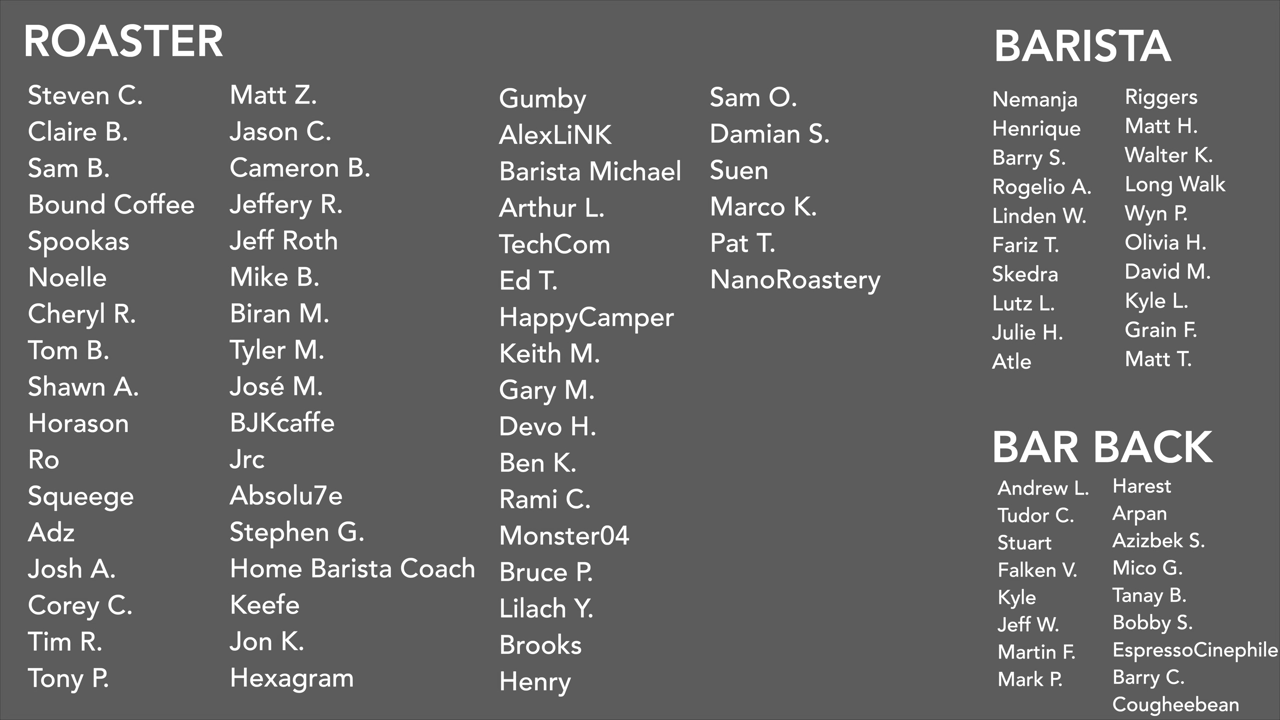 ROASTER
Steven C.
Claire B.
Sam B.
Bound Coffee
Spookas
Noelle
Cheryl R.
Tom B.
Shawn A.
Horason
Ro
Squeege
Adz
Josh A.
Corey C.
Tim R.
Tony P.
Matt Z.
Jason C.
Cameron B.
Jeffery R.
Jeff Roth
Mike B.
Biran M.
Tyler M.
José M.
BJKcaffe
Jrc
Absolu7e
Stephen G.
Home Barista Coach
Keefe
Jon K.
Hexagram
Gumby
AlexLiNK
Barista Michael
Arthur L.
TechCom
Ed T.
HappyCamper
Keith M.
Gary M.
Devo H.
Ben K.
Rami C.
Monster04
Bruce P.
Lilach Y.
Brooks
Henry
Sam O.
Damian S.
Suen
Marco K.
Pat T.
NanoRoastery
BARISTA
Nemanja
Henrique
Barry S.
Rogelio A.
Linden W.
Fariz T.
Skedra
Lutz L.
Julie H.
Atle
Riggers
Matt H.
Walter K.
Long Walk
Wyn P.
Olivia H.
David M.
Kyle L.
Grain F.
Matt T.
BAR BACK
Andrew L.
Tudor C.
Stuart
Falken V.
Kyle
Jeff W.
Martin F.
Mark P.
Harest
Arpan
Azizbek S.
Mico G.
Tanay B.
Bobby S.
EspressoCinephile
Barry C.
Cougheebean